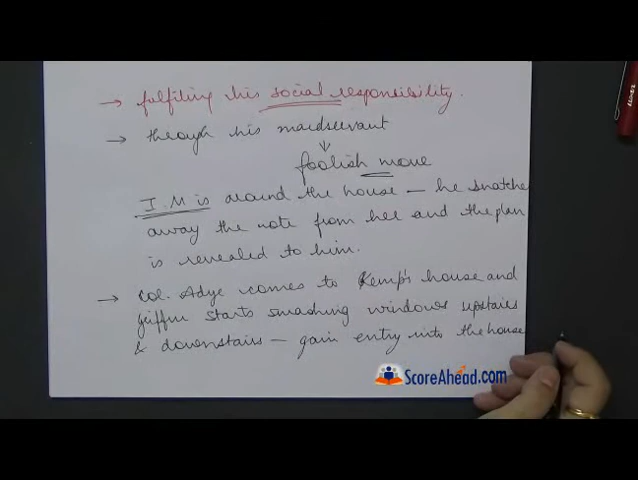 → fulfiling his social responsibility.
→ through his maidservant
↓
foolish move
I.M is around the house – he snatche
away the note from her and the plan
is revealed to him.
→ Col. Adye comes to Kemp's house and
Griffin starts smashing windows upstairs
& downstairs – gain entry into the house
ScoreAhead.com